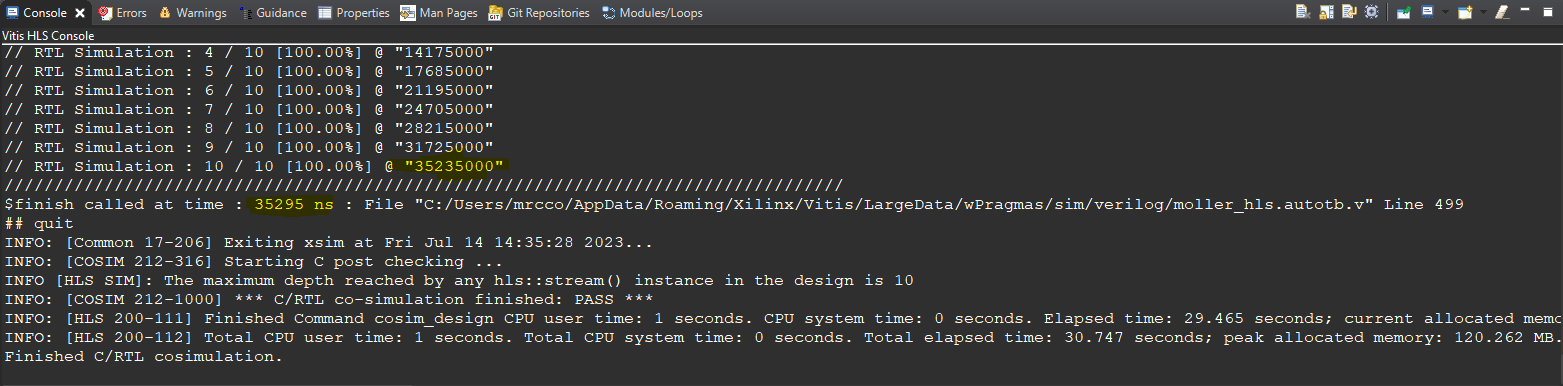 Console Errors Warnings Guidance Properties Man Pages Git Repositories Modules/Loops
Vitis HLS Console
// RTL Simulation : 4 / 10 [100.00%] @ "14175000"
// RTL Simulation : 5 / 10 [100.00%] @ "17685000"
// RTL Simulation : 6 / 10 [100.00%] @ "21195000"
// RTL Simulation : 7 / 10 [100.00%] @ "24705000"
// RTL Simulation : 8 / 10 [100.00%] @ "28215000"
// RTL Simulation : 9 / 10 [100.00%] @ "31725000"
// RTL Simulation : 10 / 10 [100.00%] @ "35235000"
////////////////////////////////////////////////////////////////////////////////////
$finish called at time : 35295 ns : File "C:/Users/mrcco/AppData/Roaming/Xilinx/Vitis/LargeData/wPragmas/sim/verilog/moller_hls.autotb.v" Line 499
## quit
INFO: [Common 17-206] Exiting xsim at Fri Jul 14 14:35:28 2023...
INFO: [COSIM 212-316] Starting C post checking ...
INFO [HLS SIM]: The maximum depth reached by any hls::stream() instance in the design is 10
INFO: [COSIM 212-1000] *** C/RTL co-simulation finished: PASS ***
INFO: [HLS 200-111] Finished Command cosim_design CPU user time: 1 seconds. CPU system time: 0 seconds. Elapsed time: 29.465 seconds; current allocated memo
INFO: [HLS 200-112] Total CPU user time: 1 seconds. Total CPU system time: 0 seconds. Total elapsed time: 30.747 seconds; peak allocated memory: 120.262 MB.
Finished C/RTL cosimulation.